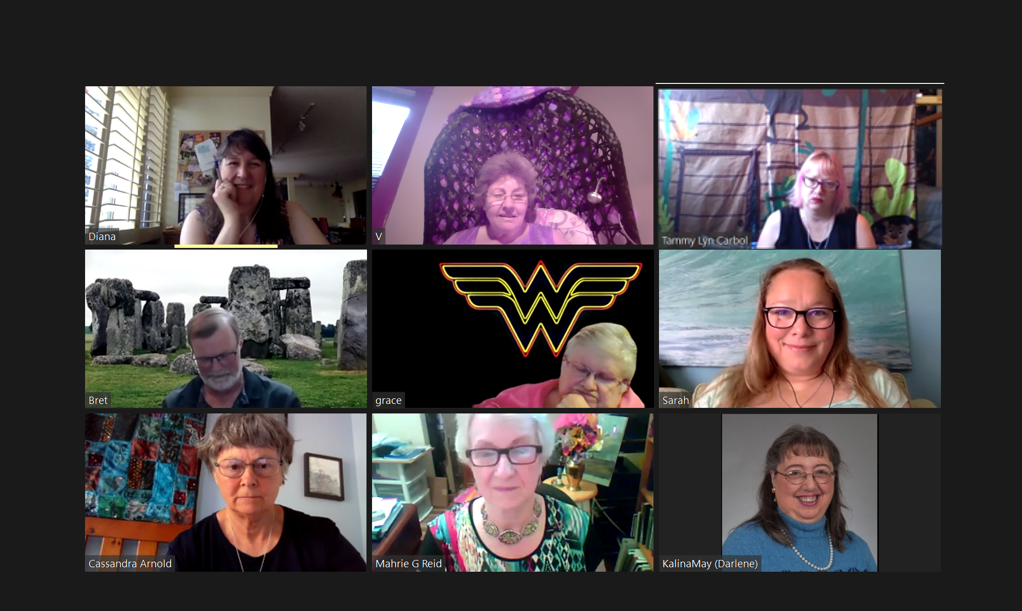 Diana
V
Tammy Lyn Carbol
Bret
grace
Sarah
Cassandra Arnold
Mahrie G Reid
KalinaMay (Darlene)